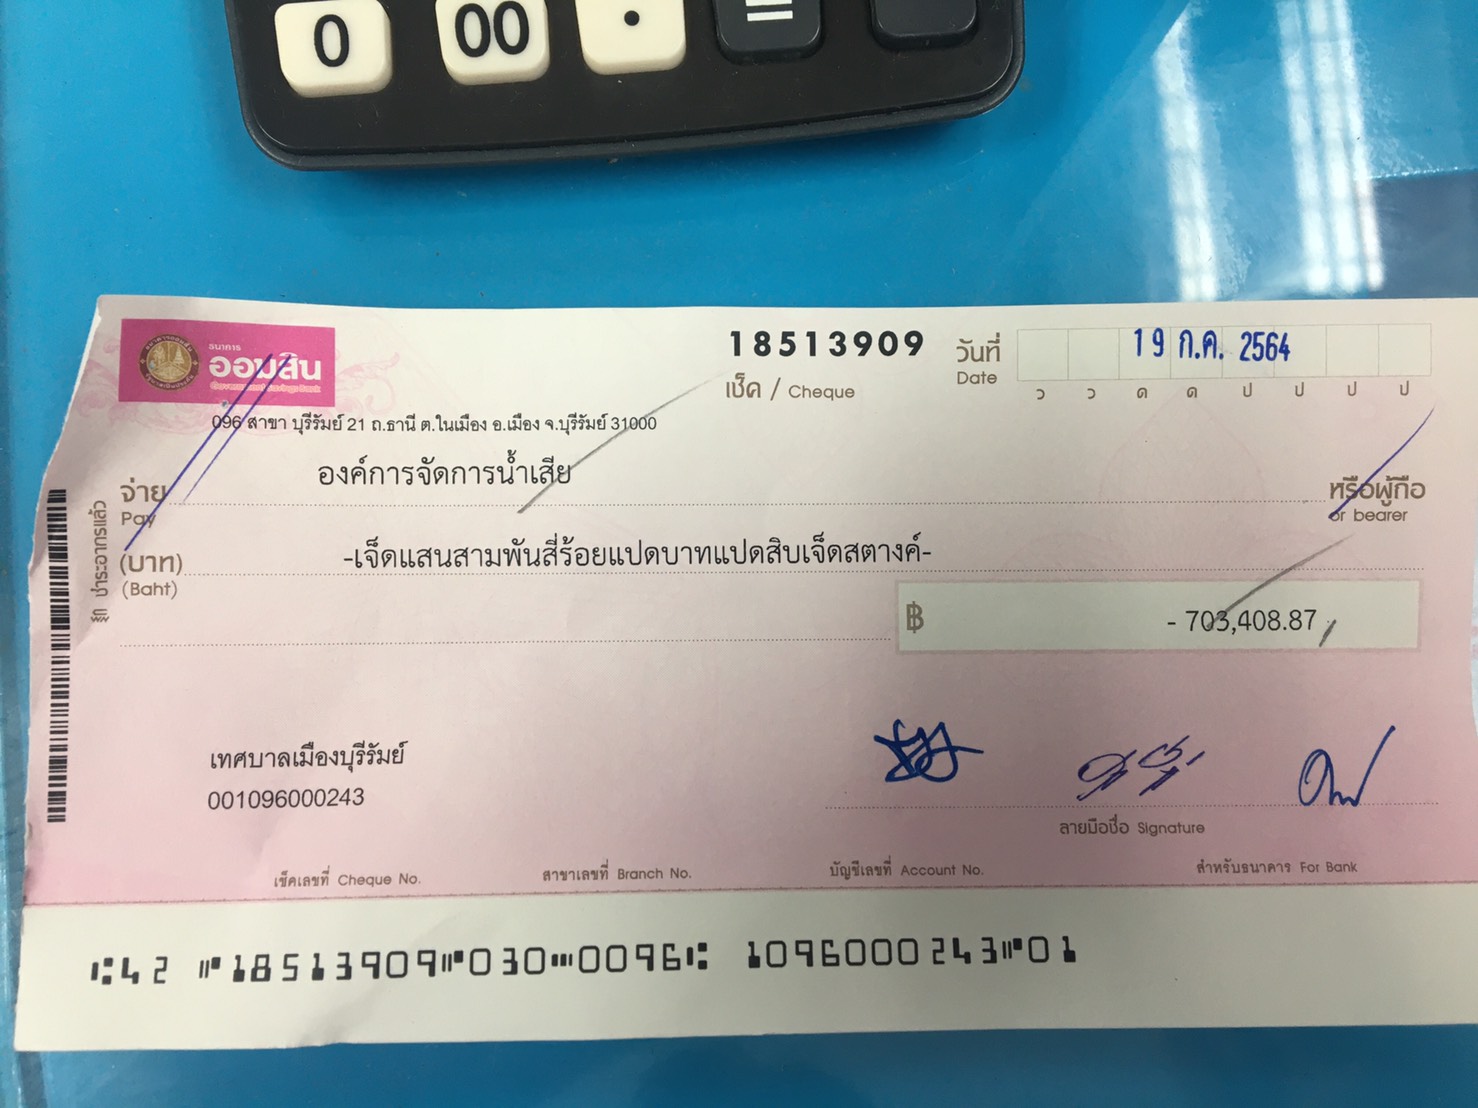 0 00 . =
ธนาคาร
ออมสิน
Government Savings Bank
18513909
เช็ค / Cheque
วันที่
Date
19 ก.ค. 2564
ว ว ด ด ป ป ป ป
096 สาขา บุรีรัมย์ 21 ถ.ธานี ต.ในเมือง อ.เมือง จ.บุรีรัมย์ 31000
จ่าย
Pay
องค์การจัดการน้ำเสีย
หรือผู้ถือ
or bearer
(บาท)
(Baht)
-เจ็ดแสนสามพันสี่ร้อยแปดบาทแปดสิบเจ็ดสตางค์-
฿ - 703,408.87
ชำระอากรแล้ว
เทศบาลเมืองบุรีรัมย์
001096000243
ลายมือชื่อ Signature
เช็คเลขที่ Cheque No. สาขาเลขที่ Branch No. บัญชีเลขที่ Account No. สำหรับธนาคาร For Bank
⑆42 ⑈18513909⑈030⑉0096⑆ 1096000243⑈01